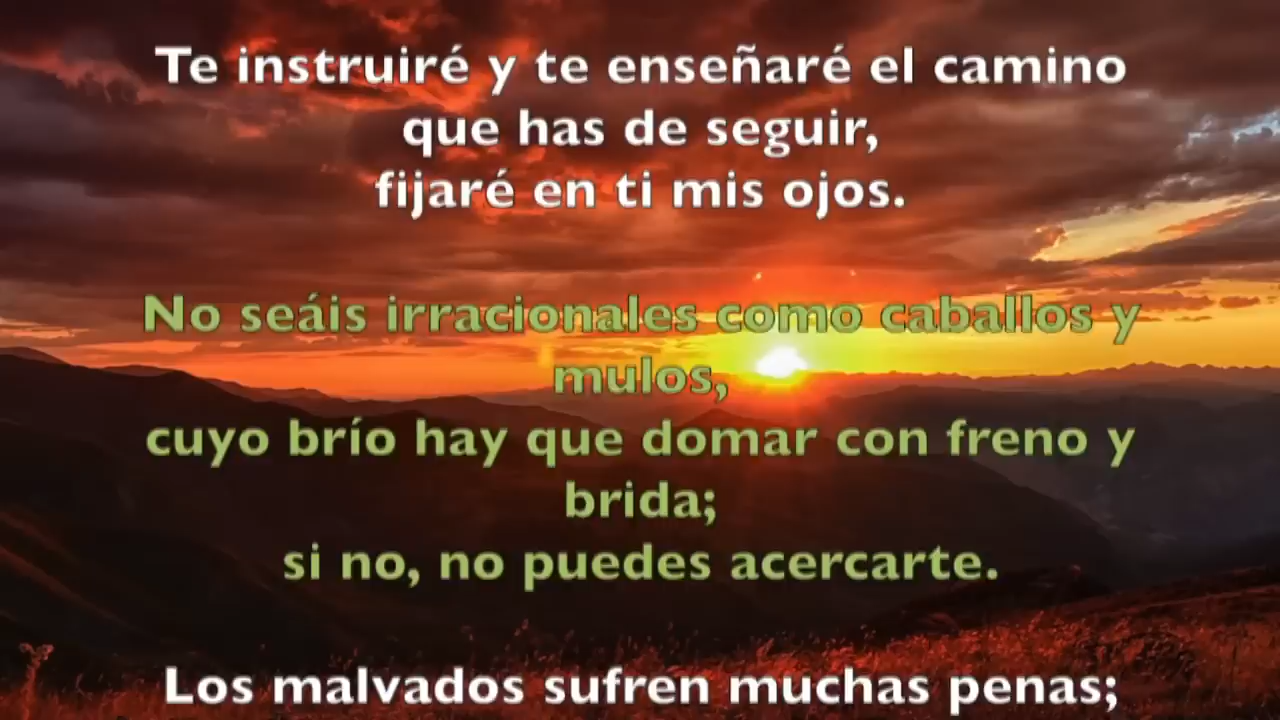 Te instruiré y te enseñaré el camino
que has de seguir,
fijaré en ti mis ojos.
No seáis irracionales como caballos y
mulos,
cuyo brío hay que domar con freno y
brida;
si no, no puedes acercarte.
Los malvados sufren muchas penas;